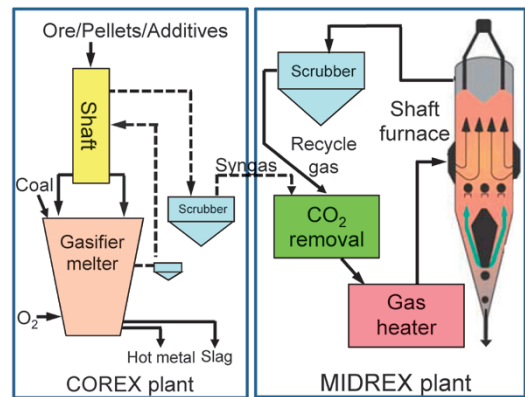 Ore/Pellets/Additives
Shaft
Coal
Gasifier
melter
O₂
Scrubber
Hot metal
Slag
COREX plant
Syngas
Scrubber
Recycle
gas
Shaft
furnace
CO₂
removal
Gas
heater
MIDREX plant